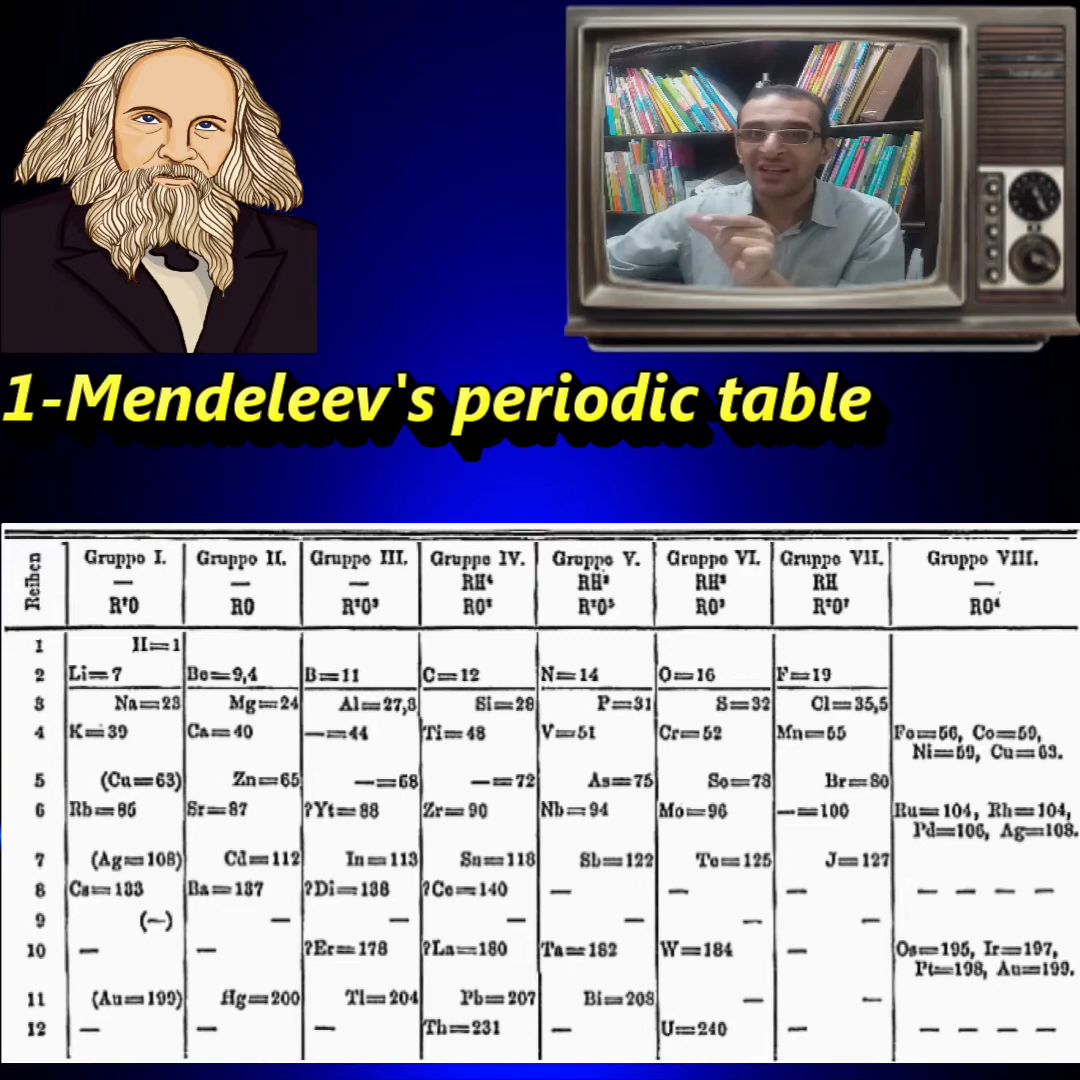 1-Mendeleev's periodic table
Reihen
Gruppo I. — R²O
Gruppo II. — RO
Gruppo III. — R²O³
Gruppo IV. RH⁴ RO²
Gruppo V. RH³ R²O⁵
Gruppo VI. RH² RO³
Gruppo VII. RH R²O⁷
Gruppo VIII. — RO⁴
1 H=1
2 Li=7 Be=9,4 B=11 C=12 N=14 O=16 F=19
3 Na=23 Mg=24 Al=27,3 Si=28 P=31 S=32 Cl=35,5
4 K=39 Ca=40 —=44 Ti=48 V=51 Cr=52 Mn=55 Fo=56, Co=59,
Ni=59, Cu=63.
5 (Cu=63) Zn=65 —=68 —=72 As=75 So=78 Br=80
6 Rb=85 Sr=87 ?Yt=88 Zr=90 Nb=94 Mo=96 —=100 Ru=104, Rh=104,
Pd=106, Ag=108.
7 (Ag=108) Cd=112 In=113 Sn=118 Sb=122 Te=125 J=127
8 Cs=133 Ba=137 ?Di=138 ?Ce=140 — — — — — — —
9 (—) — — — — — —
10 — — ?Er=178 ?La=180 Ta=182 W=184 — Os=195, Ir=197,
Pt=198, Au=199.
11 (Au=199) Hg=200 Tl=204 Pb=207 Bi=208 — —
12 — — — Th=231 — U=240 — — — — —